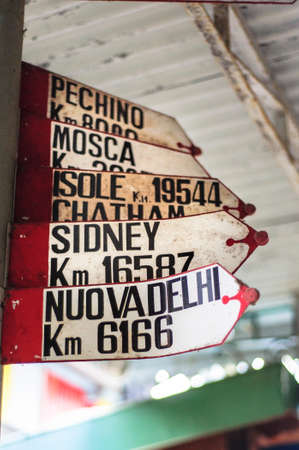 PECHINO
Km
MOSCA
Km
ISOLE Km. 19544
CHATHAM
SIDNEY
Km 16587
NUOVA DELHI
Km 6166